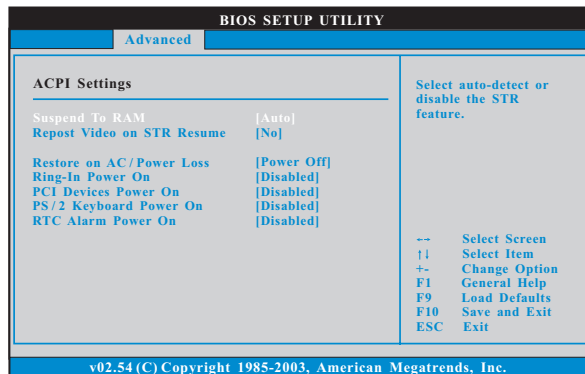 BIOS SETUP UTILITY
Advanced
ACPI Settings
Suspend To RAM [Auto]
Repost Video on STR Resume [No]
Restore on AC / Power Loss [Power Off]
Ring-In Power On [Disabled]
PCI Devices Power On [Disabled]
PS / 2 Keyboard Power On [Disabled]
RTC Alarm Power On [Disabled]
Select auto-detect or
disable the STR
feature.
←→ Select Screen
↑↓ Select Item
+- Change Option
F1 General Help
F9 Load Defaults
F10 Save and Exit
ESC Exit
v02.54 (C) Copyright 1985-2003, American Megatrends, Inc.